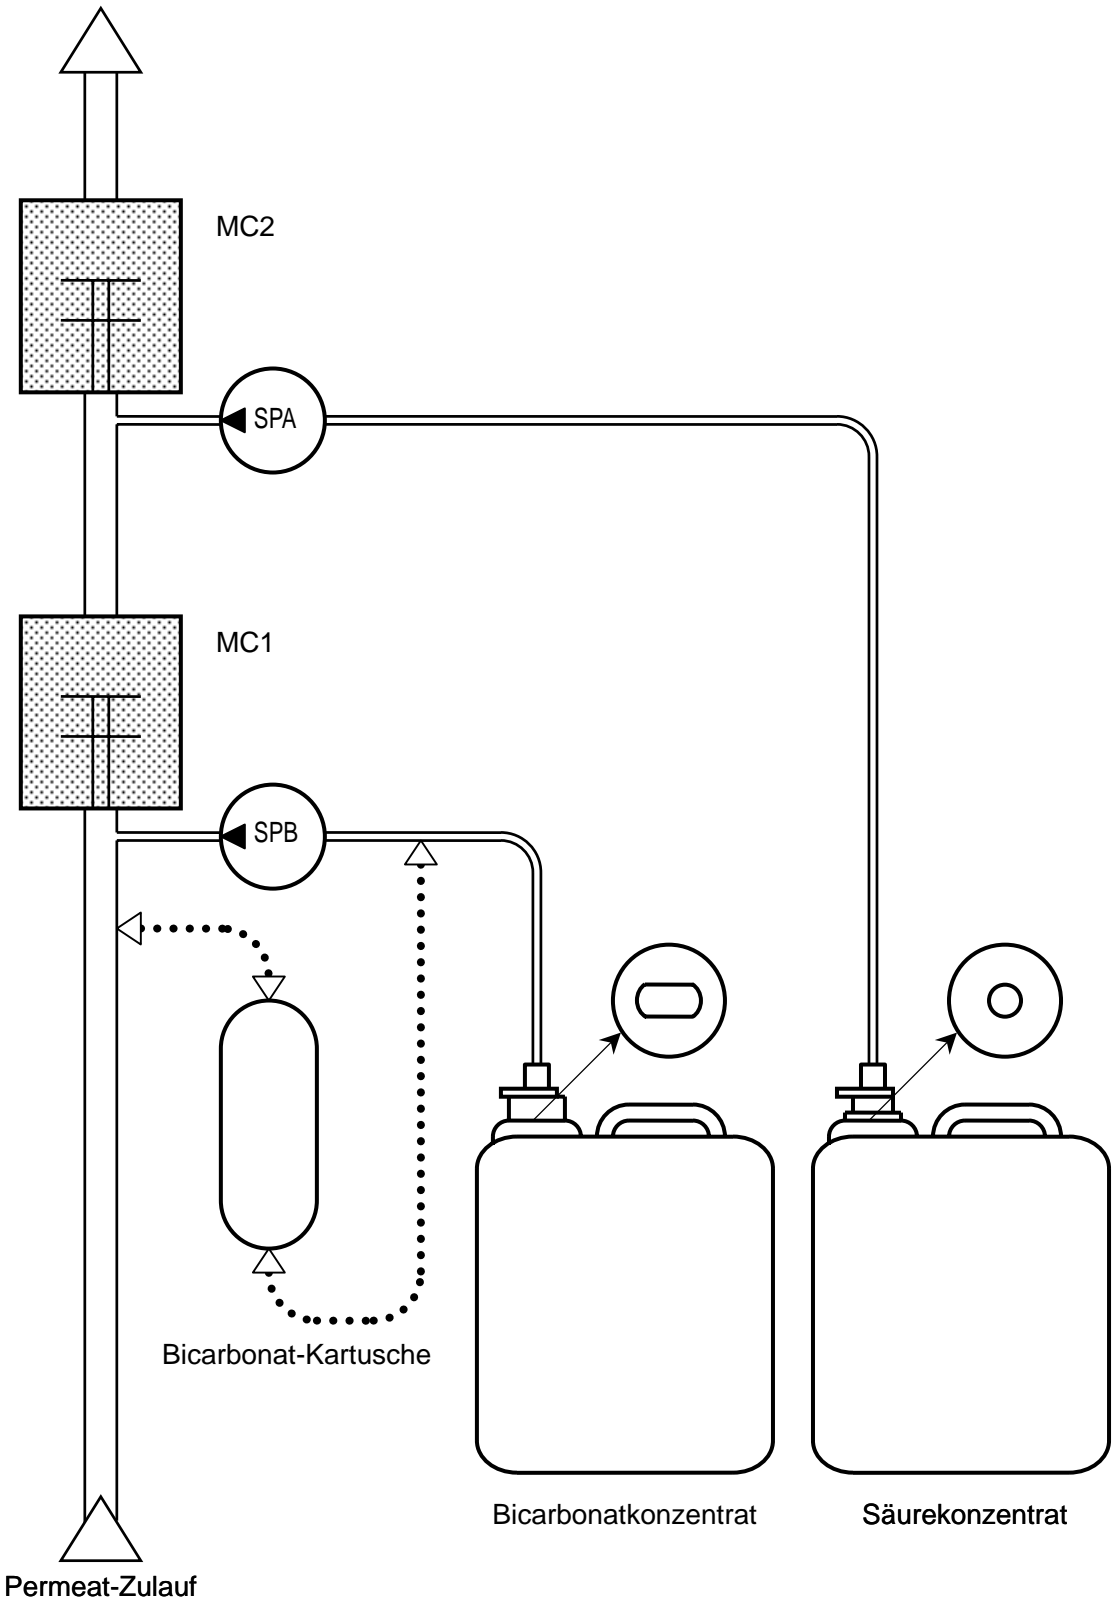 MC2
SPA
MC1
SPB
Bicarbonat-Kartusche
Bicarbonatkonzentrat
Säurekonzentrat
Permeat-Zulauf